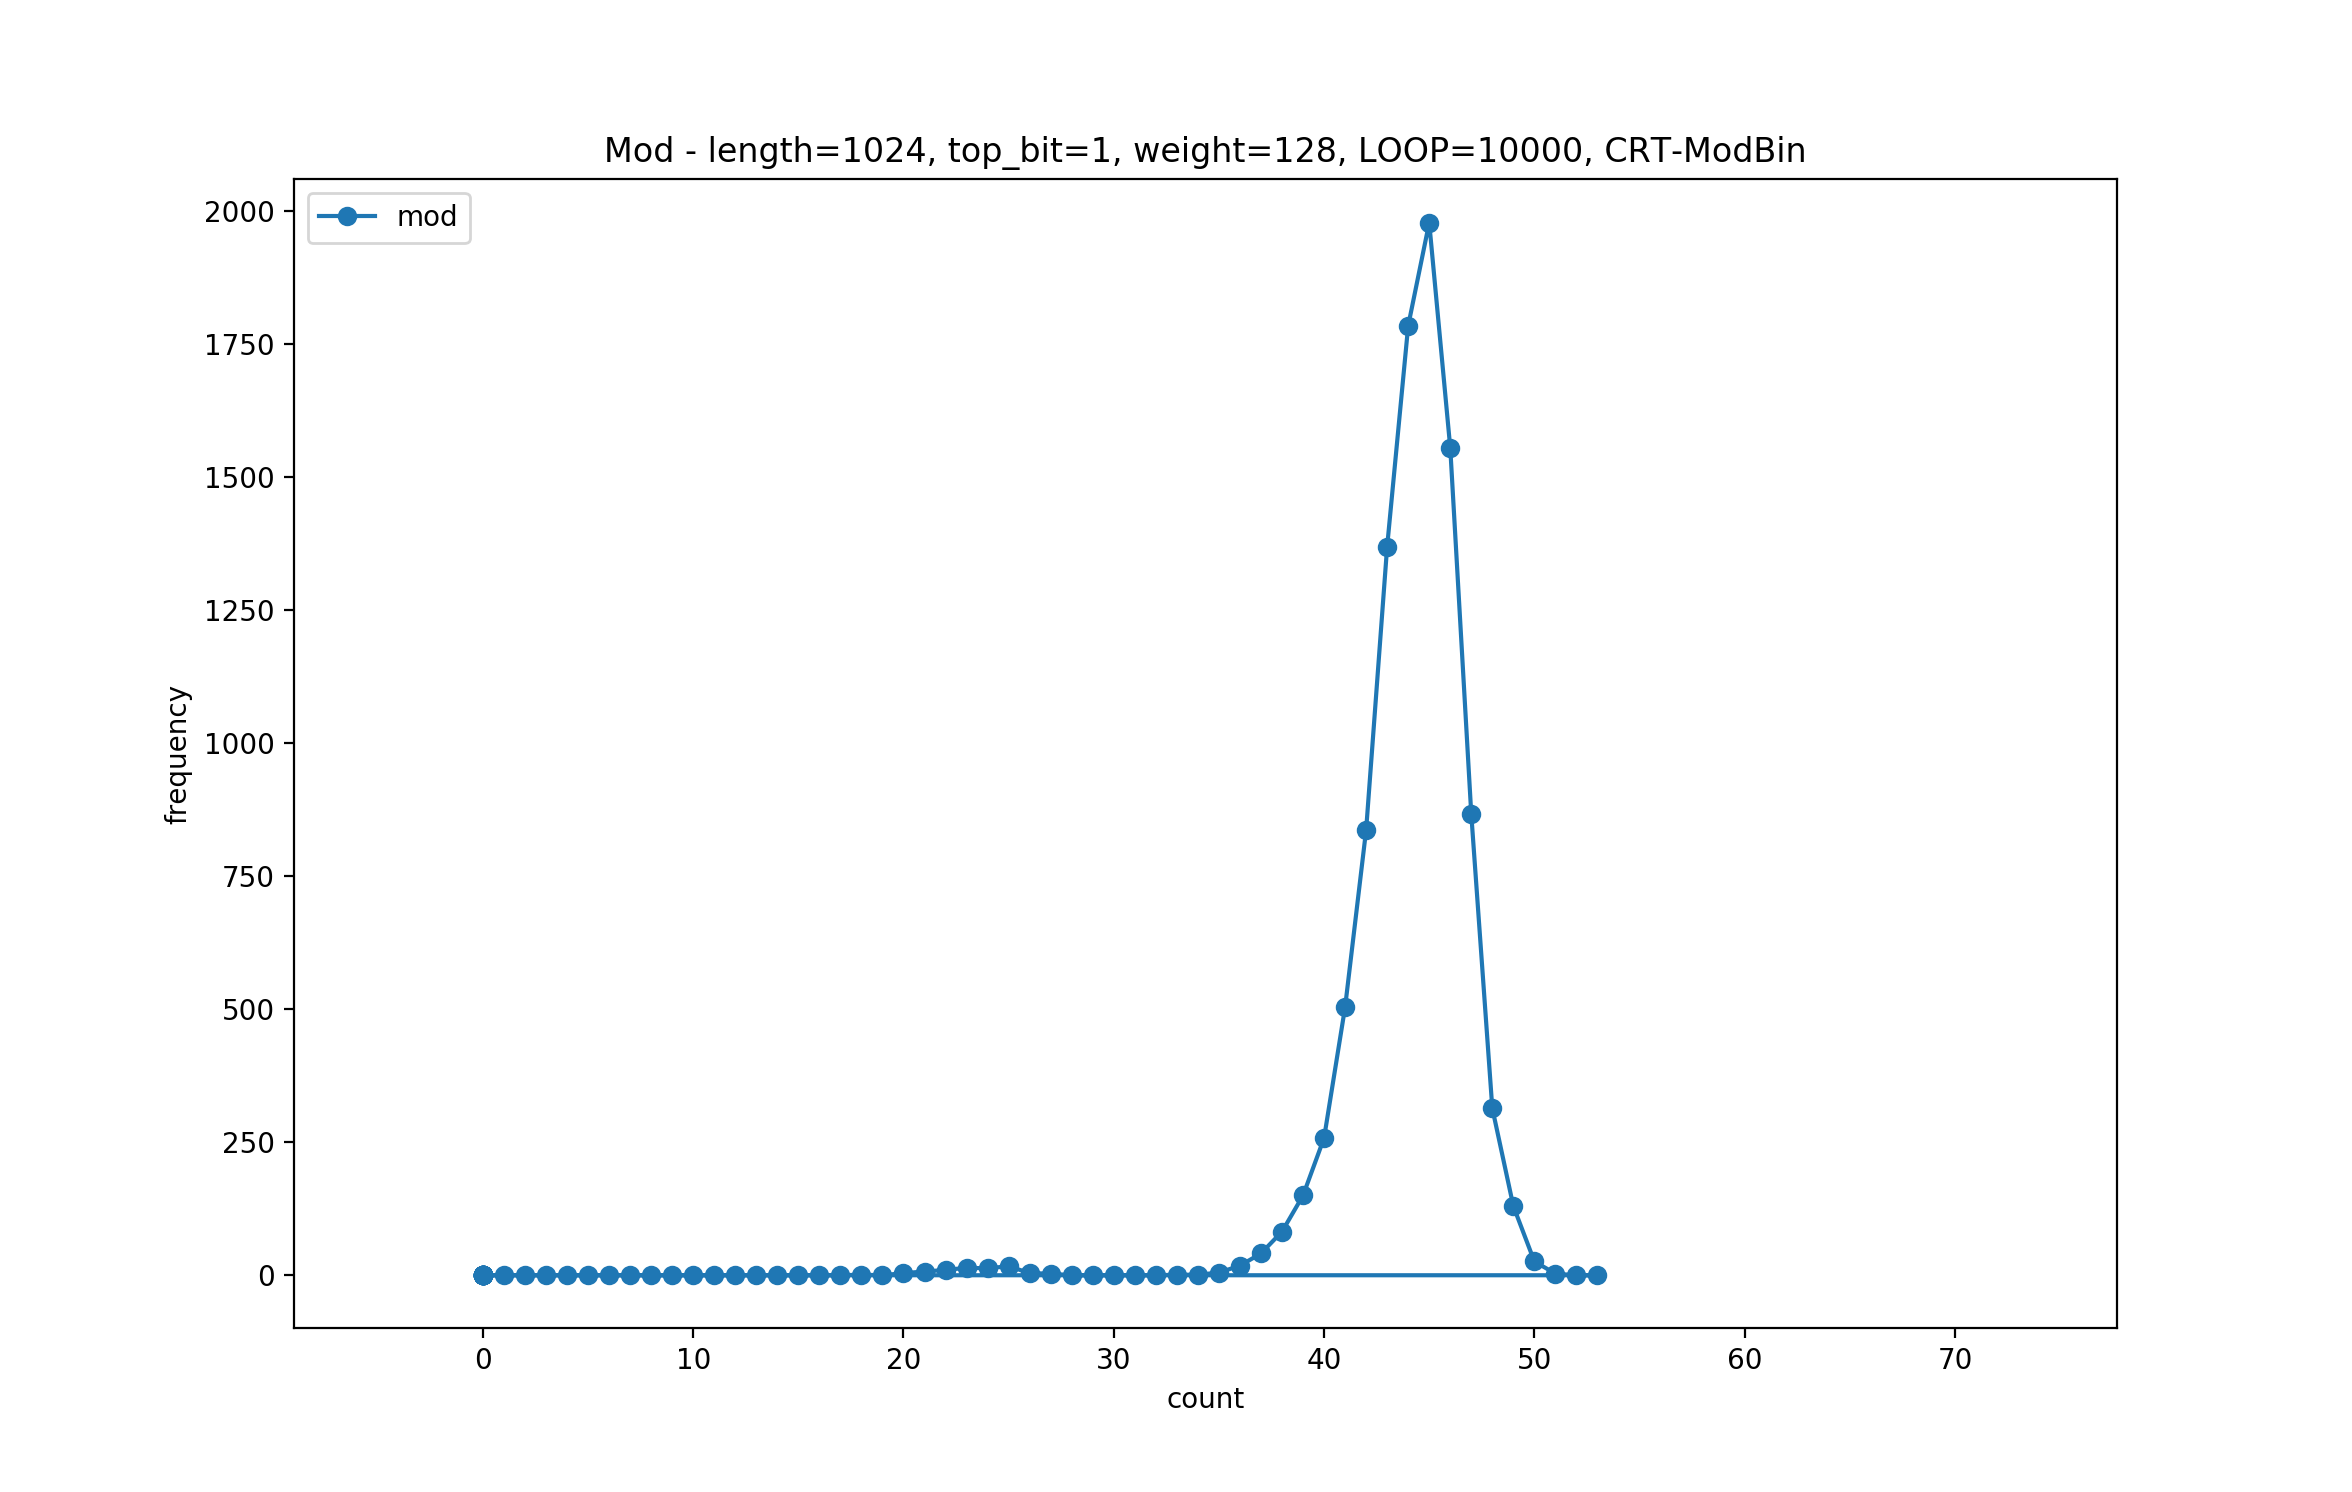 Mod - length=1024, top_bit=1, weight=128, LOOP=10000, CRT-ModBin
mod
2000
1750
1500
1250
1000
750
500
250
0
frequency
0 10 20 30 40 50 60 70
count